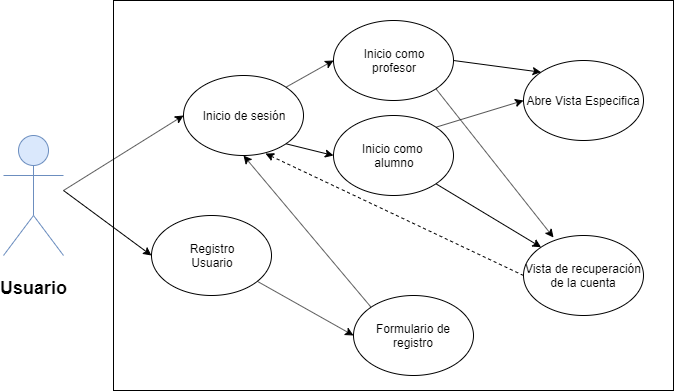 Inicio como
profesor
Abre Vista Especifica
Inicio de sesión
Inicio como
alumno
Registro
Usuario
Vista de recuperación
de la cuenta
Usuario
Formulario de
registro